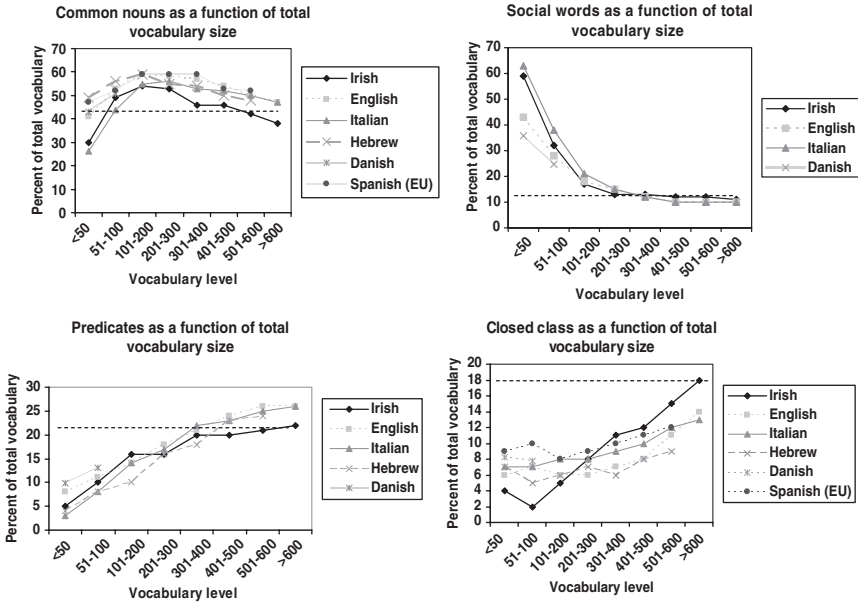 Common nouns as a function of total
vocabulary size
Percent of total vocabulary
70
60
50
40
30
20
10
0
<50
51-100
101-200
201-300
301-400
401-500
501-600
>600
Vocabulary level
Irish
English
Italian
Hebrew
Danish
Spanish (EU)
Social words as a function of total
vocabulary size
Percent of total vocabulary
70
60
50
40
30
20
10
0
<50
51-100
101-200
201-300
301-400
401-500
501-600
>600
Vocabulary level
Irish
English
Italian
Danish
Predicates as a function of total
vocabulary size
Percent of total vocabulary
30
25
20
15
10
5
0
<50
51-100
101-200
201-300
301-400
401-500
501-600
>600
Vocabulary level
Irish
English
Italian
Hebrew
Danish
Closed class as a function of total
vocabulary size
Percent of total vocabulary
18
18
16
14
12
10
8
6
4
2
0
<50
51-100
101-200
201-300
301-400
401-500
501-600
>600
Vocabulary level
Irish
English
Italian
Hebrew
Danish
Spanish (EU)